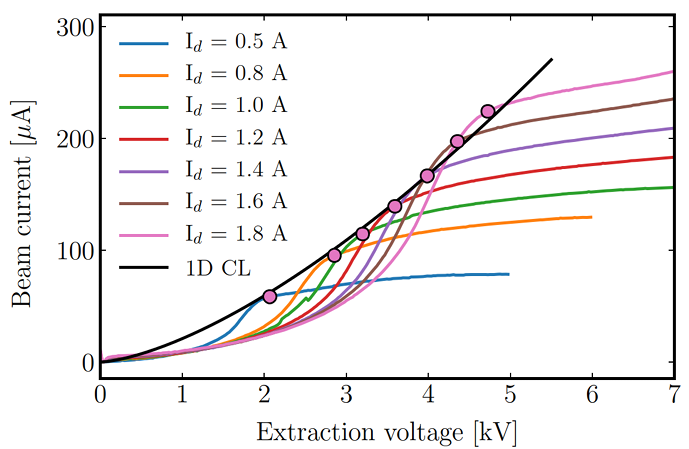 300
200
100
0
Beam current [μA]
I_d = 0.5 A
I_d = 0.8 A
I_d = 1.0 A
I_d = 1.2 A
I_d = 1.4 A
I_d = 1.6 A
I_d = 1.8 A
1D CL
0 1 2 3 4 5 6 7
Extraction voltage [kV]